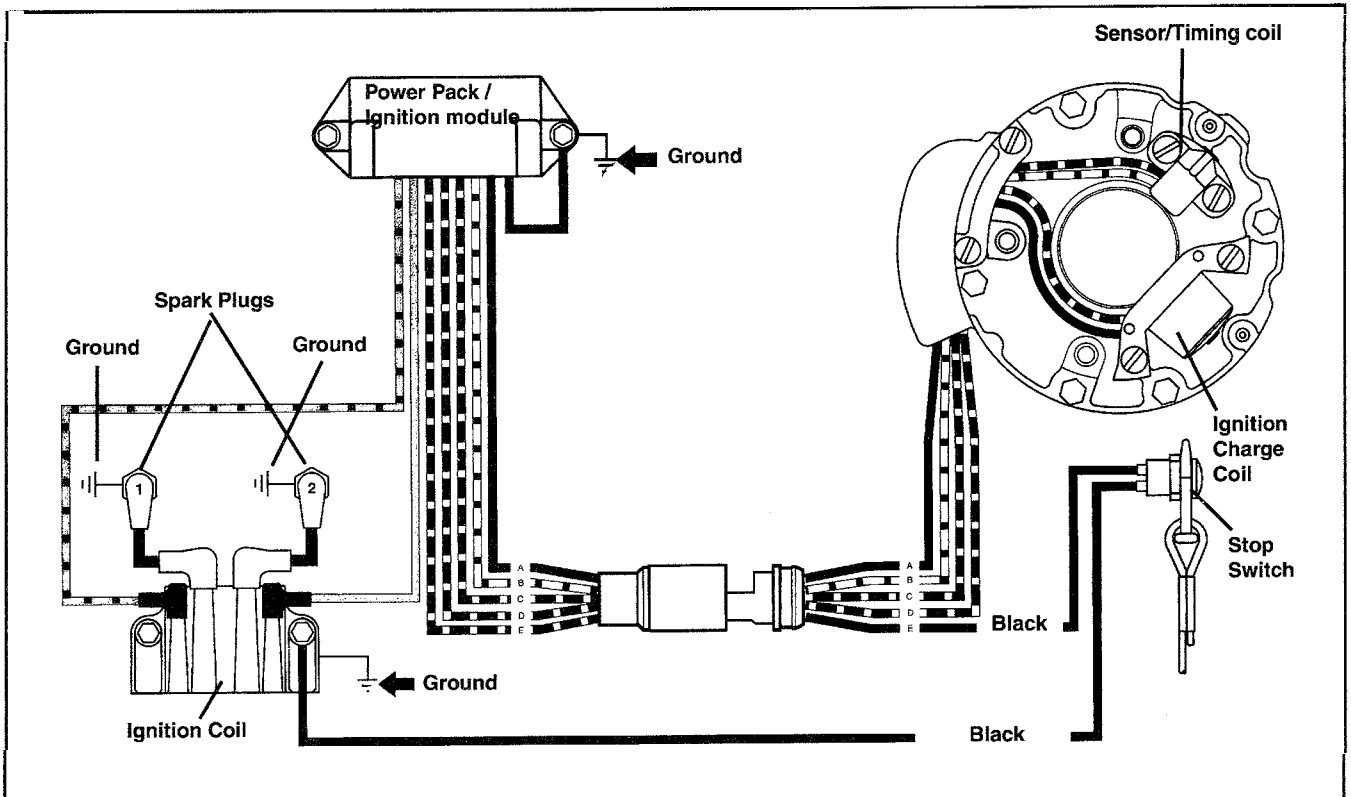 Sensor/Timing coil
Power Pack /
Ignition module
Ground
Spark Plugs
Ground
Ground
1
2
Ignition
Charge
Coil
Stop
Switch
A
B
C
D
E
A
B
C
D
E
Black
Ground
Ignition Coil
Black